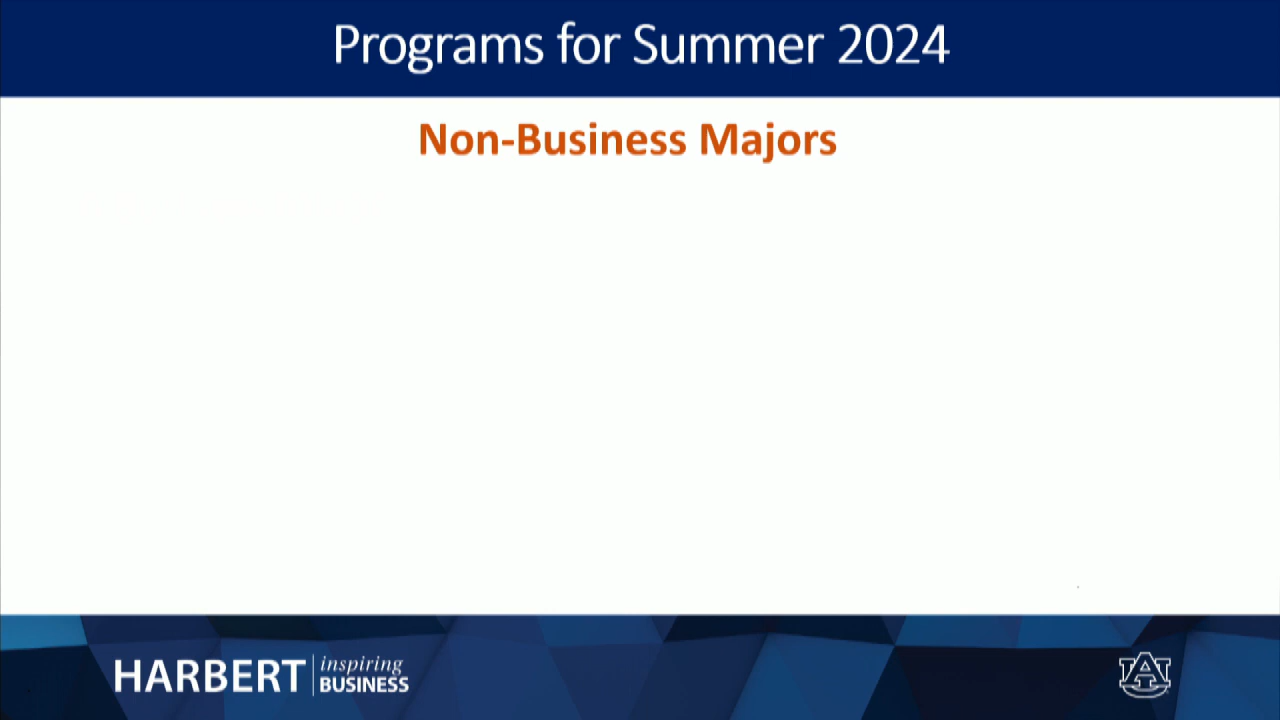 Programs for Summer 2024
Non-Business Majors
HARBERT
inspiring
BUSINESS
AU